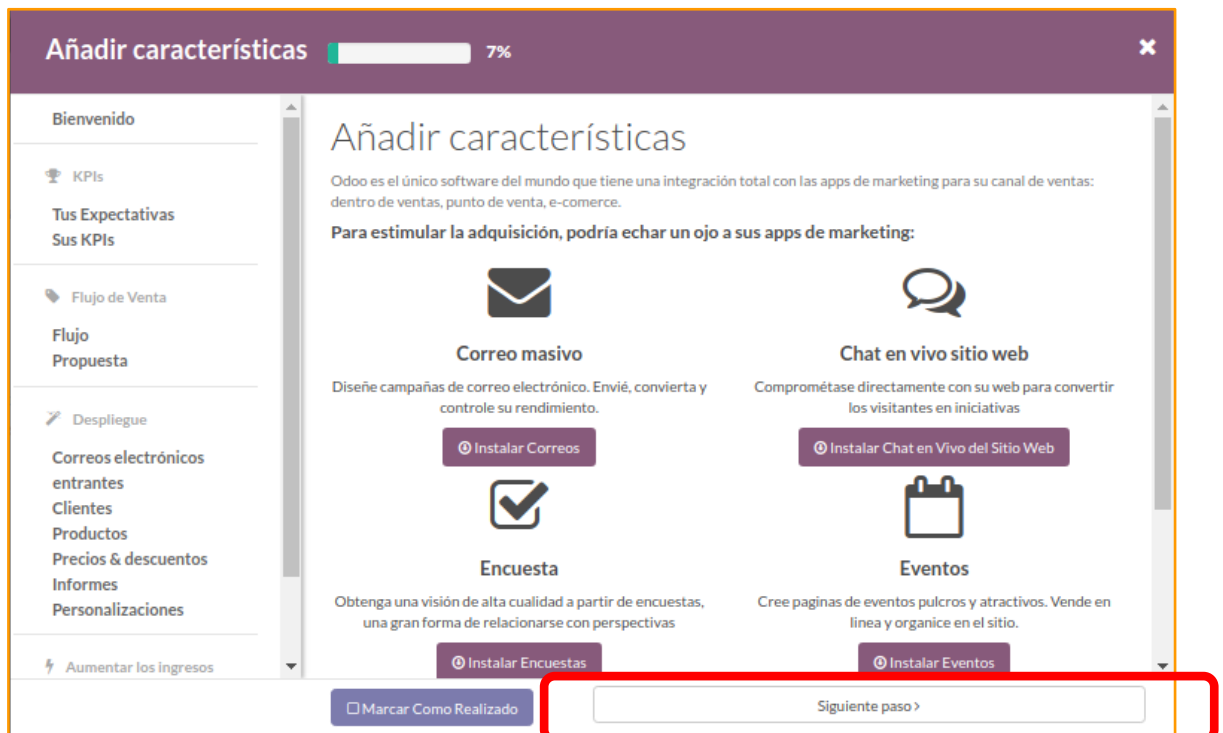 Añadir características 7% ×
Bienvenido
KPIs
Tus Expectativas
Sus KPIs
Flujo de Venta
Flujo
Propuesta
Despliegue
Correos electrónicos
entrantes
Clientes
Productos
Precios & descuentos
Informes
Personalizaciones
Aumentar los ingresos
Añadir características
Odoo es el único software del mundo que tiene una integración total con las apps de marketing para su canal de ventas:
dentro de ventas, punto de venta, e-comerce.
Para estimular la adquisición, podría echar un ojo a sus apps de marketing:
Correo masivo
Diseñe campañas de correo electrónico. Envié, convierta y
controle su rendimiento.
Instalar Correos
Chat en vivo sitio web
Comprométase directamente con su web para convertir
los visitantes en iniciativas
Instalar Chat en Vivo del Sitio Web
Encuesta
Obtenga una visión de alta cualidad a partir de encuestas,
una gran forma de relacionarse con perspectivas
Instalar Encuestas
Eventos
Cree paginas de eventos pulcros y atractivos. Vende en
linea y organice en el sitio.
Instalar Eventos
Marcar Como Realizado
Siguiente paso >